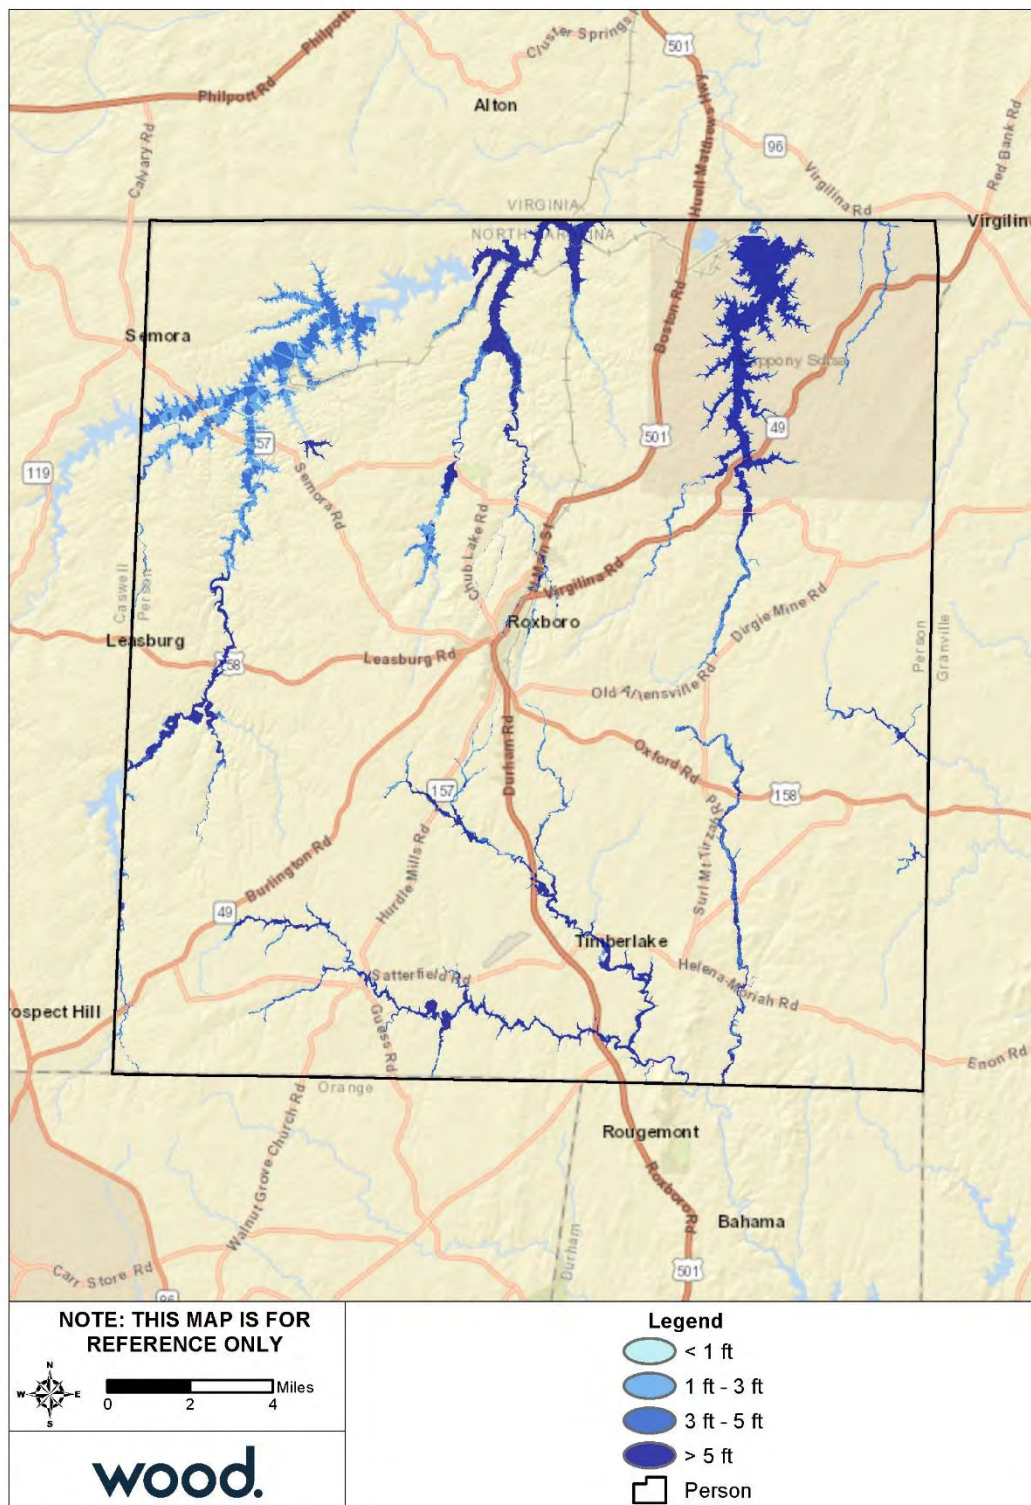 Cluster Springs
Philpott
Philpott Rd
501
Alton
Calvary Rd
Huell Matthews Hwy
96
Red Bank Rd
Virgilina Rd
VIRGINIA
NORTH CAROLINA
Virgilina
Semora
Boston Rd
501
49
57
119
Semora Rd
Chub Lake Rd
N Main St
Virgilina Rd
Caswell
Person
Roxboro
Dirgie Mine Rd
Leasburg
58
Leasburg Rd
Person
Granville
Old Allensville Rd
Oxford Rd
Durham Rd
157
158
Surl Mt Tirzah Rd
Burlington Rd
Hurdle Mills Rd
49
Timberlake
Satterfield Rd
Helena-Moriah Rd
rospect Hill
Guess Rd
Enon Rd
Orange
Walnut Grove Church Rd
Rougemont
Roxboro Rd
Bahama
Durham
Carr Store Rd
501
NOTE: THIS MAP IS FOR
REFERENCE ONLY
N
W E
S
Miles
0 2 4
wood.
Legend
< 1 ft
1 ft - 3 ft
3 ft - 5 ft
> 5 ft
Person